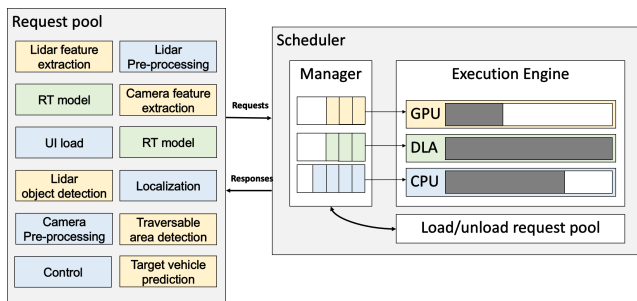 Request pool
Lidar feature
extraction
Lidar
Pre-processing
RT model
Camera feature
extraction
UI load
RT model
Lidar
object detection
Localization
Camera
Pre-processing
Traversable
area detection
Control
Target vehicle
prediction
Requests
Responses
Scheduler
Manager
Execution Engine
GPU
DLA
CPU
Load/unload request pool